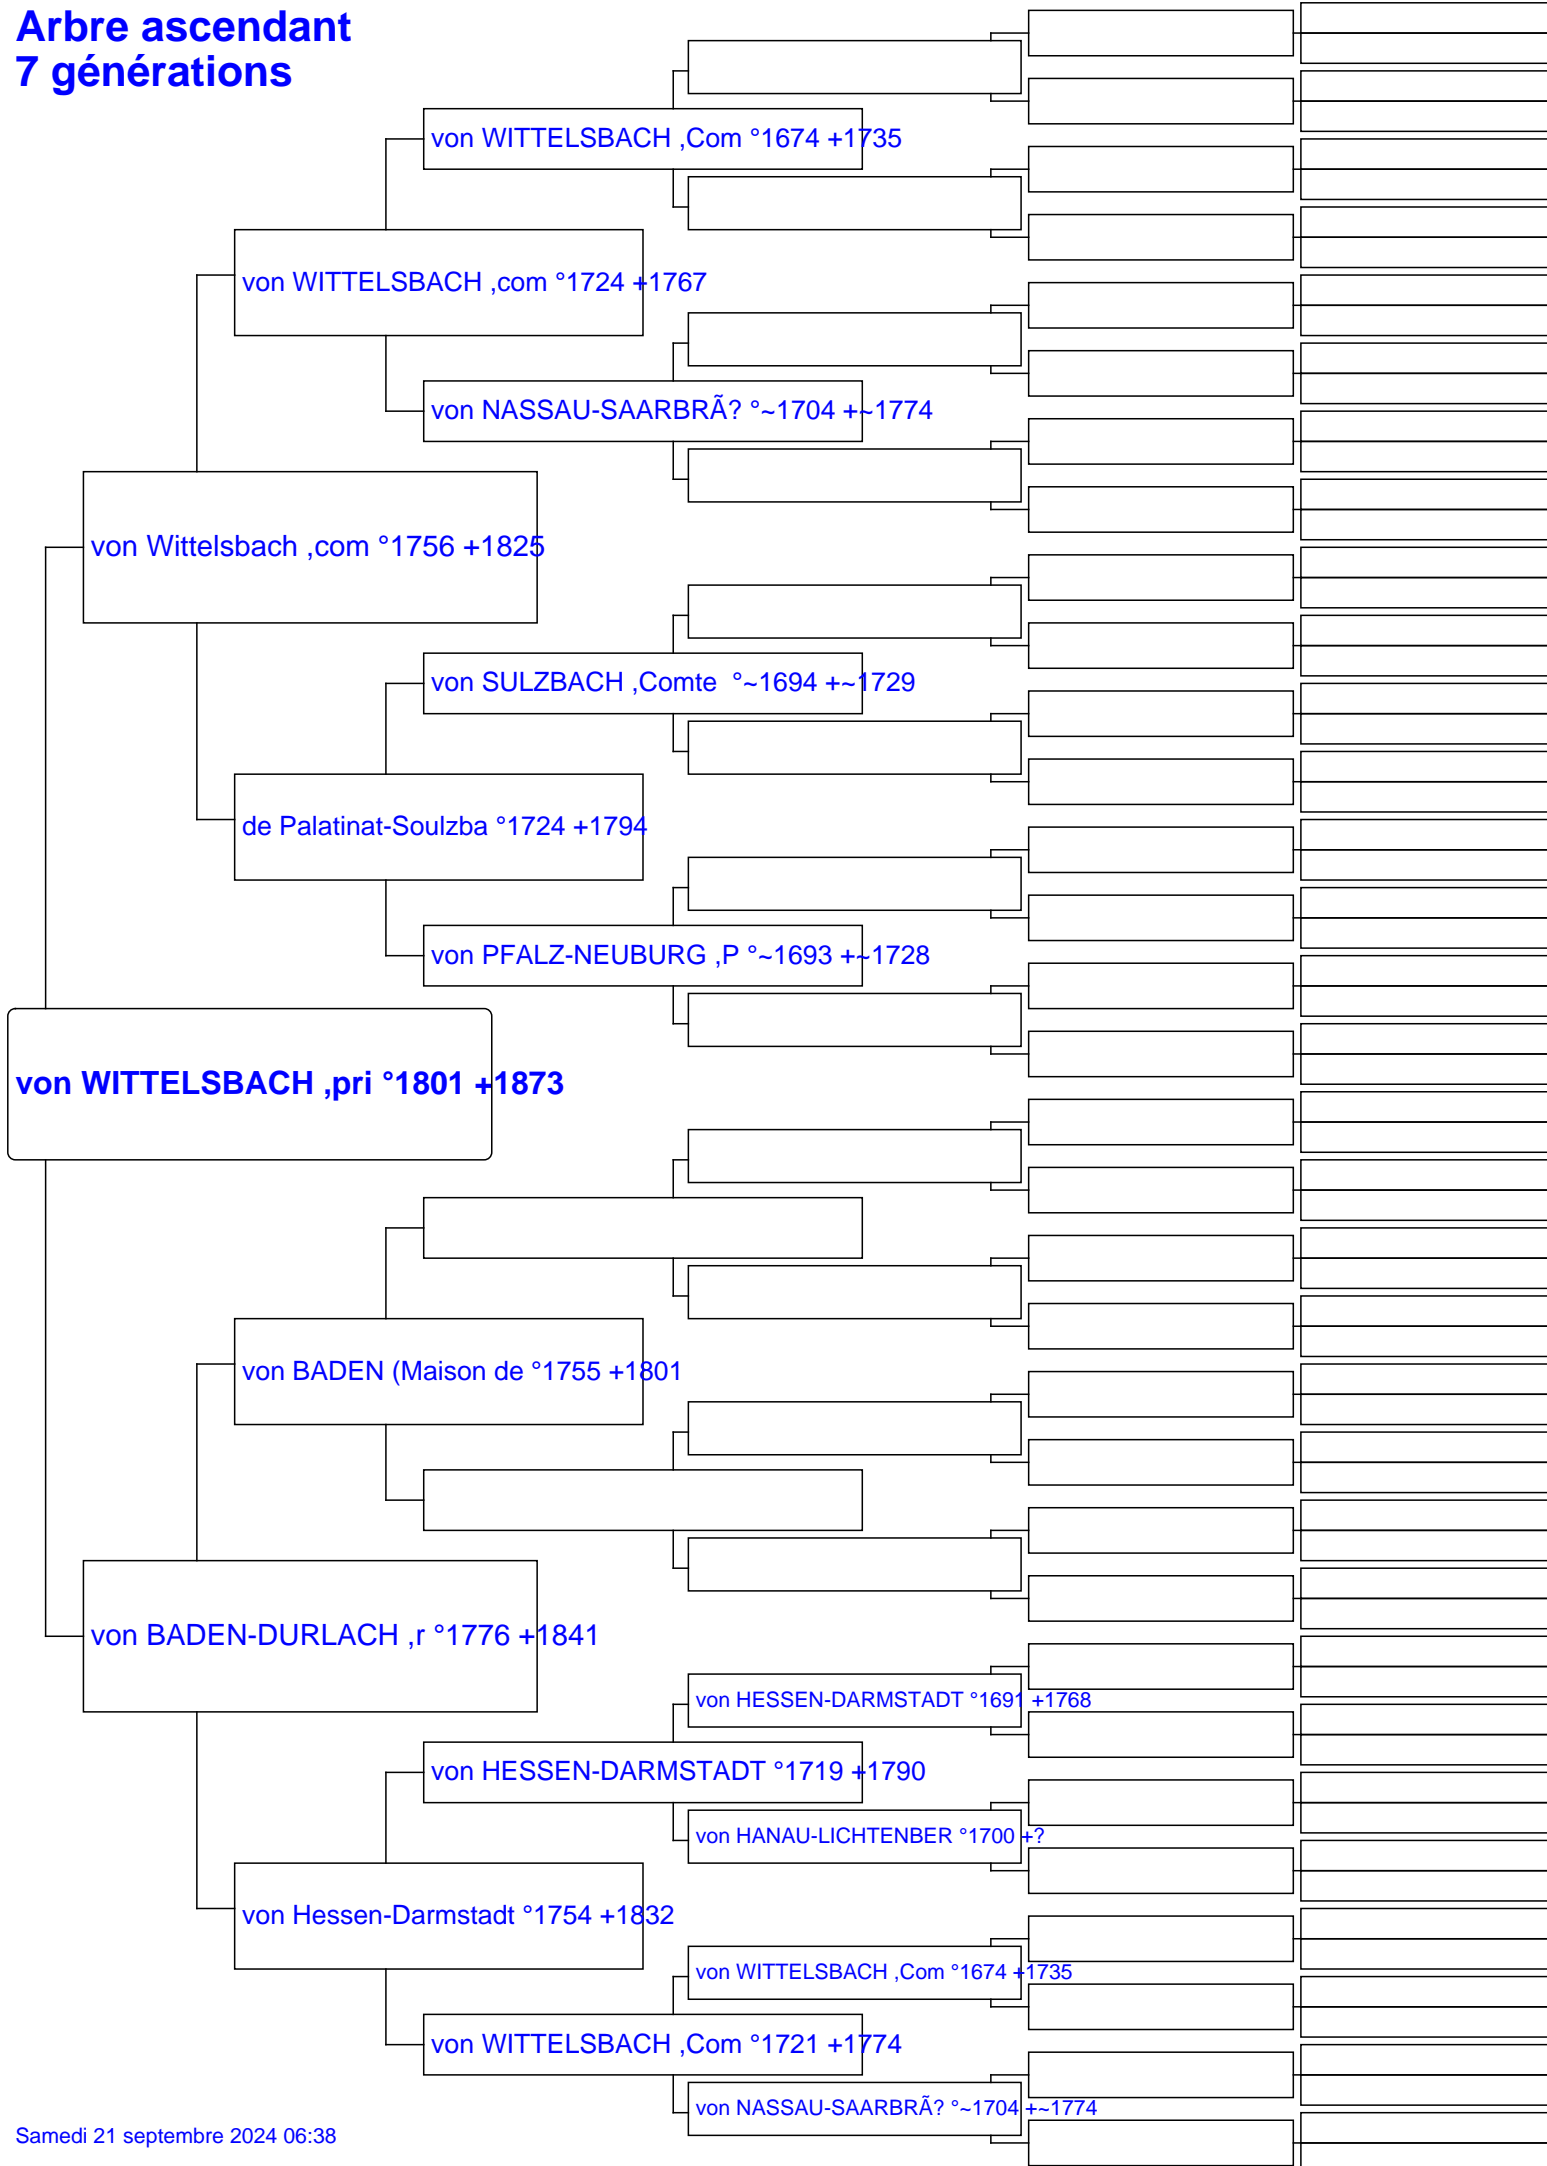 Arbre ascendant
7 générations
von WITTELSBACH ,Com °1674 +1735
von WITTELSBACH ,com °1724 +1767
von NASSAU-SAARBRÃ? °~1704 +~1774
von Wittelsbach ,com °1756 +1825
von SULZBACH ,Comte  °~1694 +~1729
de Palatinat-Soulzba °1724 +1794
von PFALZ-NEUBURG ,P °~1693 +~1728
von WITTELSBACH ,pri °1801 +1873
von BADEN (Maison de °1755 +1801
von BADEN-DURLACH ,r °1776 +1841
von HESSEN-DARMSTADT °1691 +1768
von HESSEN-DARMSTADT °1719 +1790
von HANAU-LICHTENBER °1700 +?
von Hessen-Darmstadt °1754 +1832
von WITTELSBACH ,Com °1674 +1735
von WITTELSBACH ,Com °1721 +1774
von NASSAU-SAARBRÃ? °~1704 +~1774
Samedi 21 septembre 2024 06:38